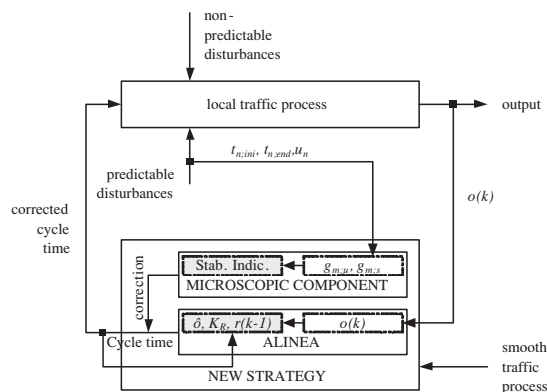 non-
predictable
disturbances
local traffic process
output
t_{n;ini}, t_{n;end},u_n
predictable
disturbances
corrected
cycle
time
o(k)
correction
Stab. Indic.
g_{m;u}, g_{m;s}
MICROSCOPIC COMPONENT
ô, K_R, r(k-1)
o(k)
Cycle time
ALINEA
NEW STRATEGY
smooth
traffic
process